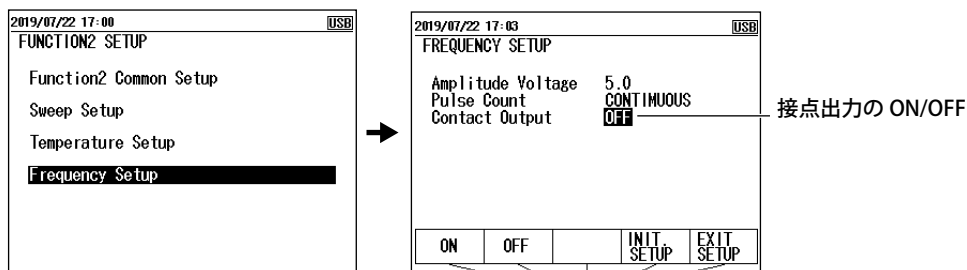 2019/07/22 17:00 USB
FUNCTION2 SETUP
Function2 Common Setup
Sweep Setup
Temperature Setup
Frequency Setup
2019/07/22 17:03 USB
FREQUENCY SETUP
Amplitude Voltage 5.0
Pulse Count CONTINUOUS
Contact Output OFF
接点出力の ON/OFF
ON OFF INIT. SETUP EXIT SETUP